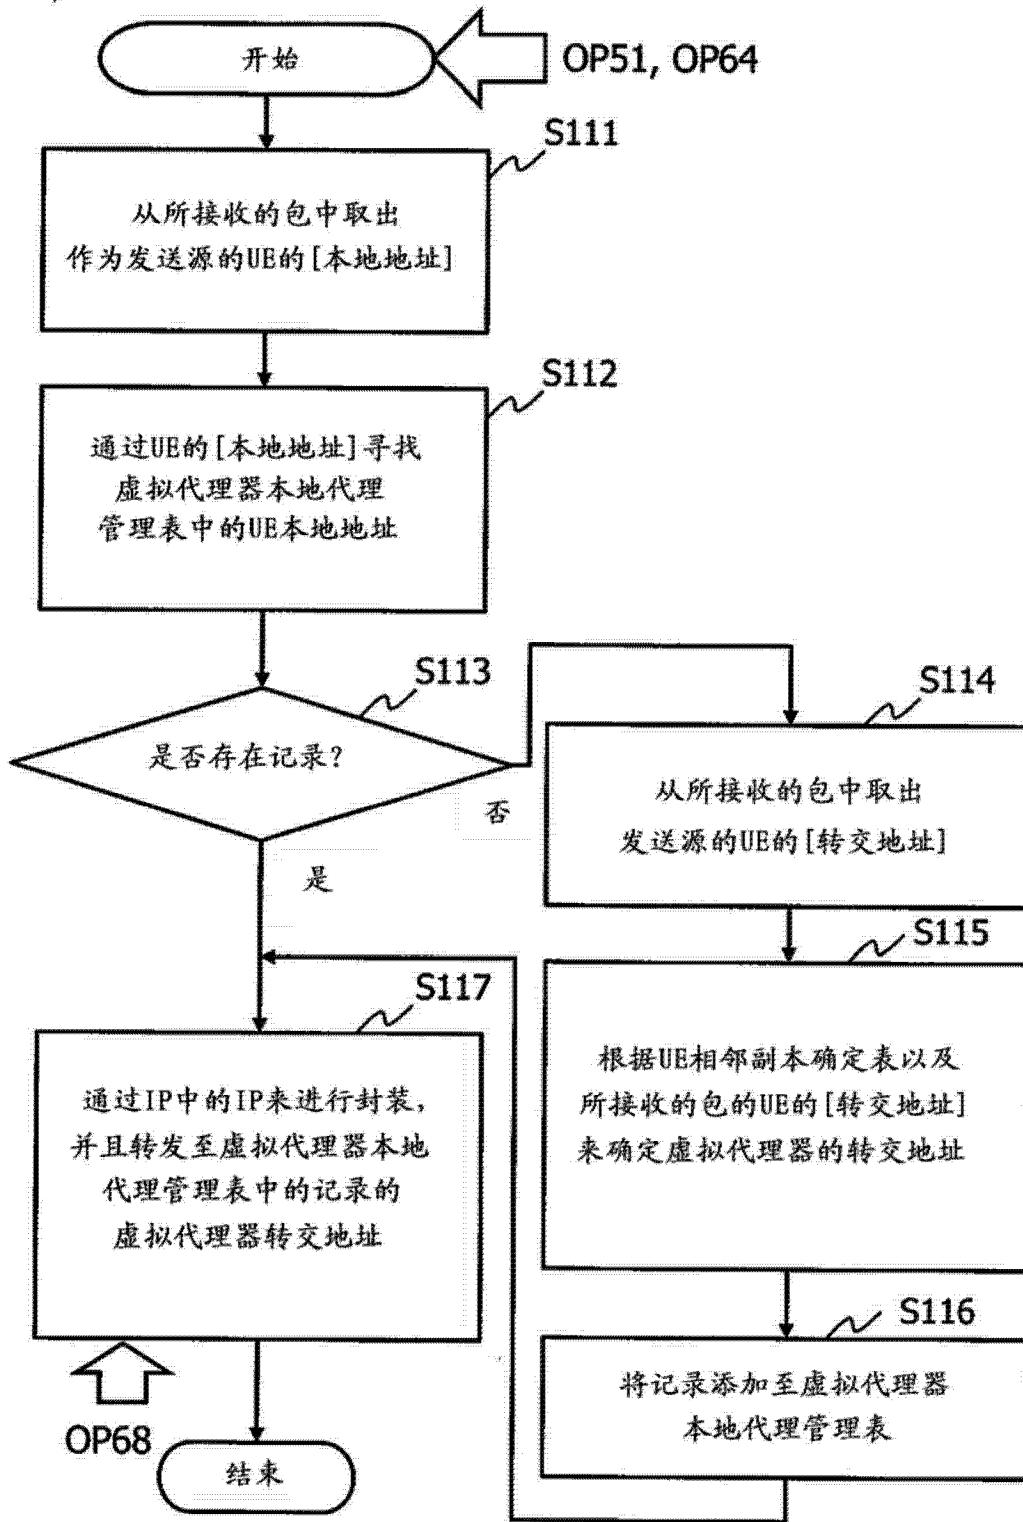 开始
OP51, OP64
S111
从所接收的包中取出
作为发送源的UE的[本地地址]
S112
通过UE的[本地地址]寻找
虚拟代理器本地代理
管理表中的UE本地地址
S113
是否存在记录?
否
是
S114
从所接收的包中取出
发送源的UE的[转交地址]
S115
根据UE相邻副本确定表以及
所接收的包的UE的[转交地址]
来确定虚拟代理器的转交地址
S116
将记录添加至虚拟代理器
本地代理管理表
S117
通过IP中的IP来进行封装,
并且转发至虚拟代理器本地
代理管理表中的记录的
虚拟代理器转交地址
OP68
结束